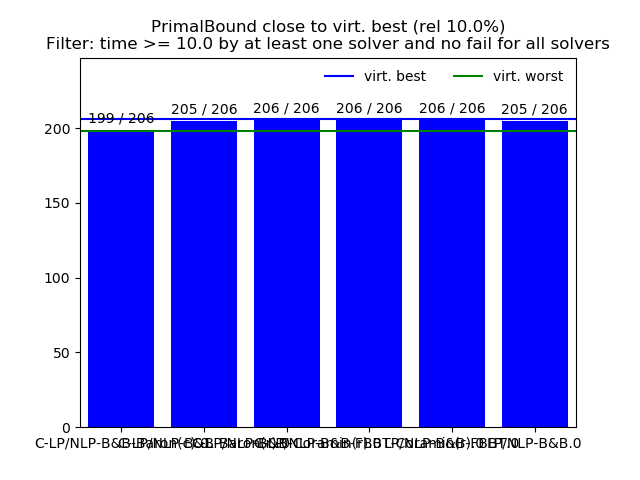 PrimalBound close to virt. best (rel 10.0%)
Filter: time >= 10.0 by at least one solver and no fail for all solvers
virt. best
virt. worst
199 / 206
205 / 206
206 / 206
206 / 206
206 / 206
205 / 206
200
150
100
50
0
C-LP/NLP-B&B